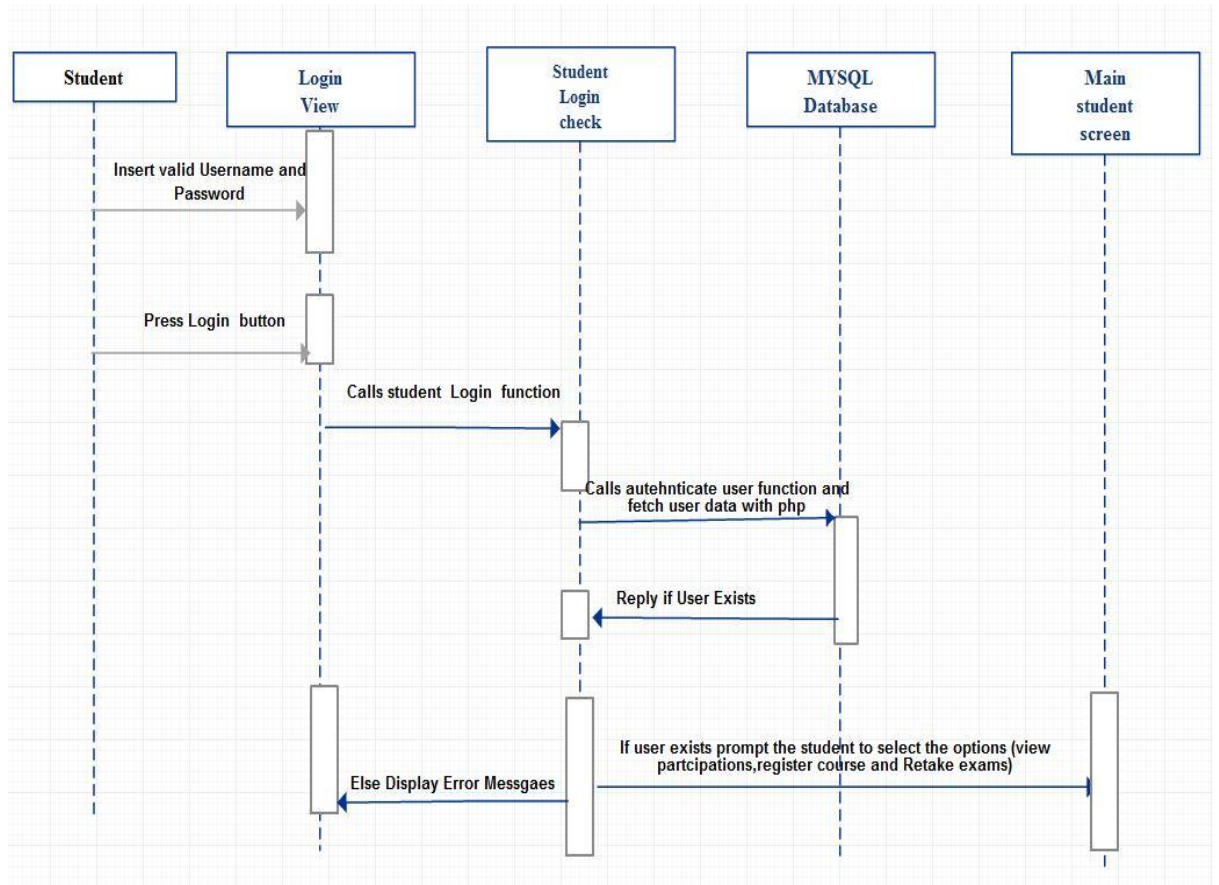 Student
Login
View
Student
Login
check
MYSQL
Database
Main
student
screen
Insert valid Username and
Password
Press Login button
Calls student Login function
Calls autehnticate user function and
fetch user data with php
Reply if User Exists
If user exists prompt the student to select the options (view
partcipations,register course and Retake exams)
Else Display Error Messgaes